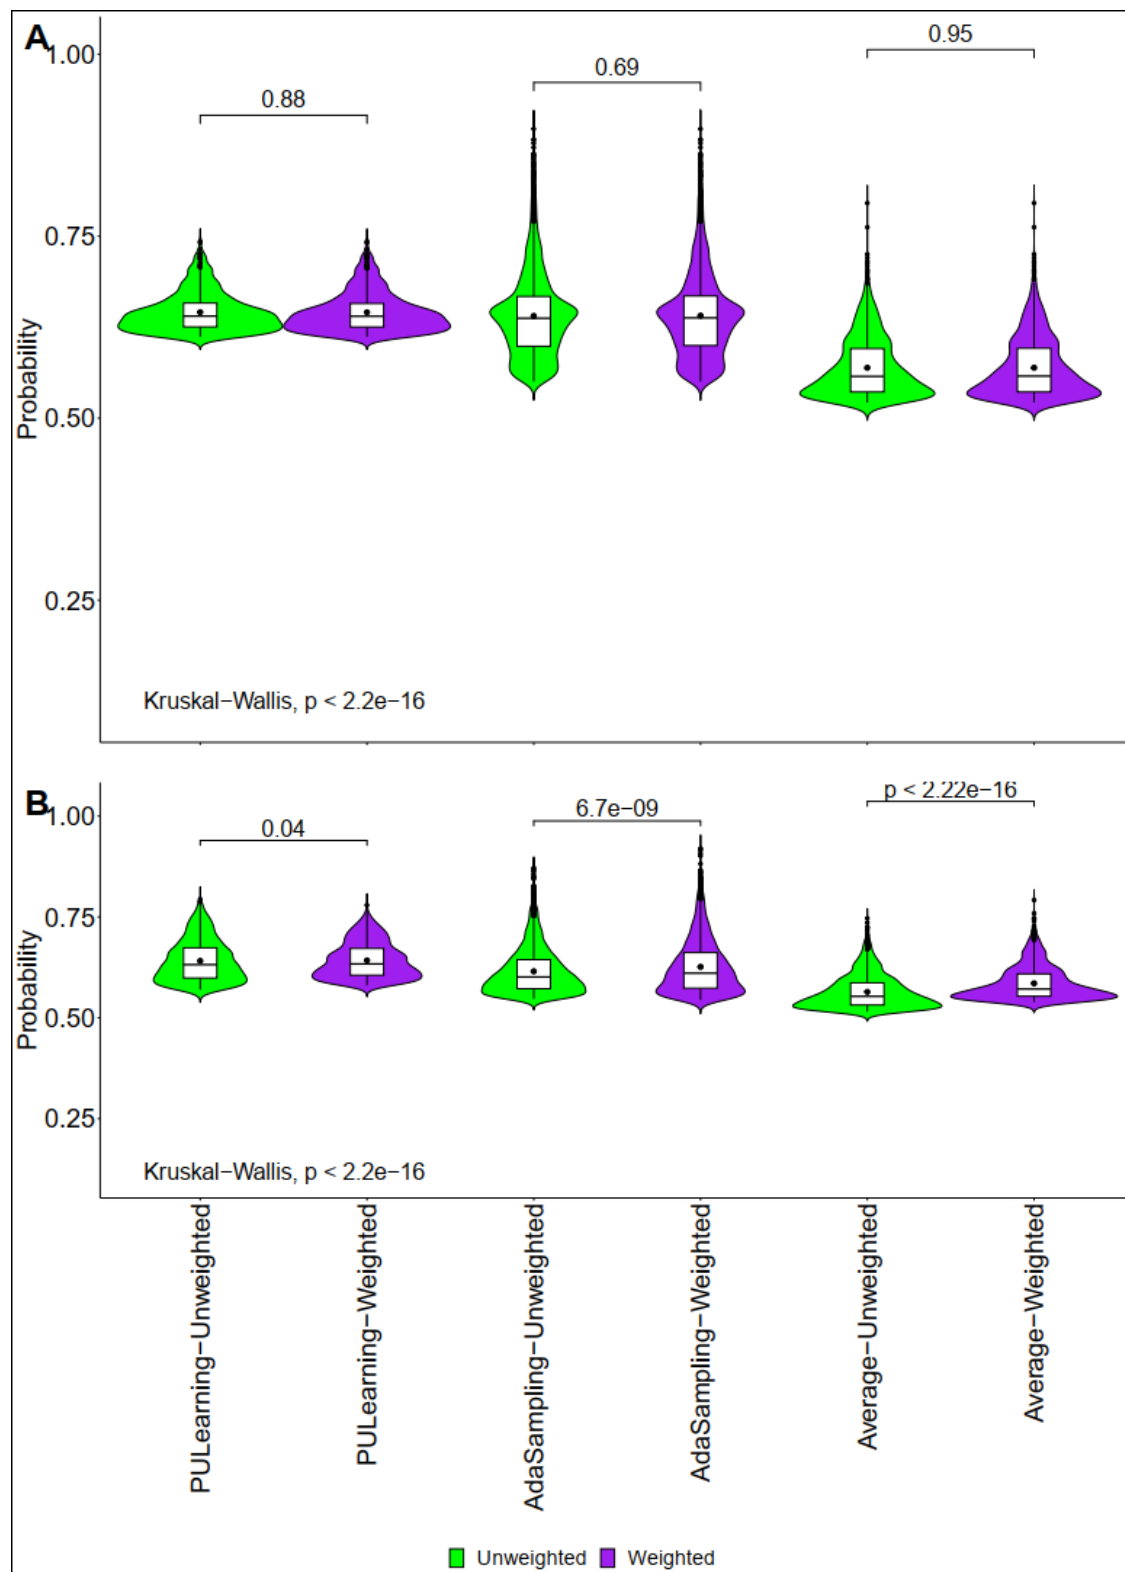 A
1.00
0.88
0.69
0.95
0.75
0.50
0.25
Probability
Kruskal−Wallis, p < 2.2e−16
B
1.00
0.04
6.7e−09
p < 2.22e−16
0.75
0.50
0.25
Probability
Kruskal−Wallis, p < 2.2e−16
PULearning−Unweighted
PULearning−Weighted
AdaSampling−Unweighted
AdaSampling−Weighted
Average−Unweighted
Average−Weighted
Unweighted
Weighted